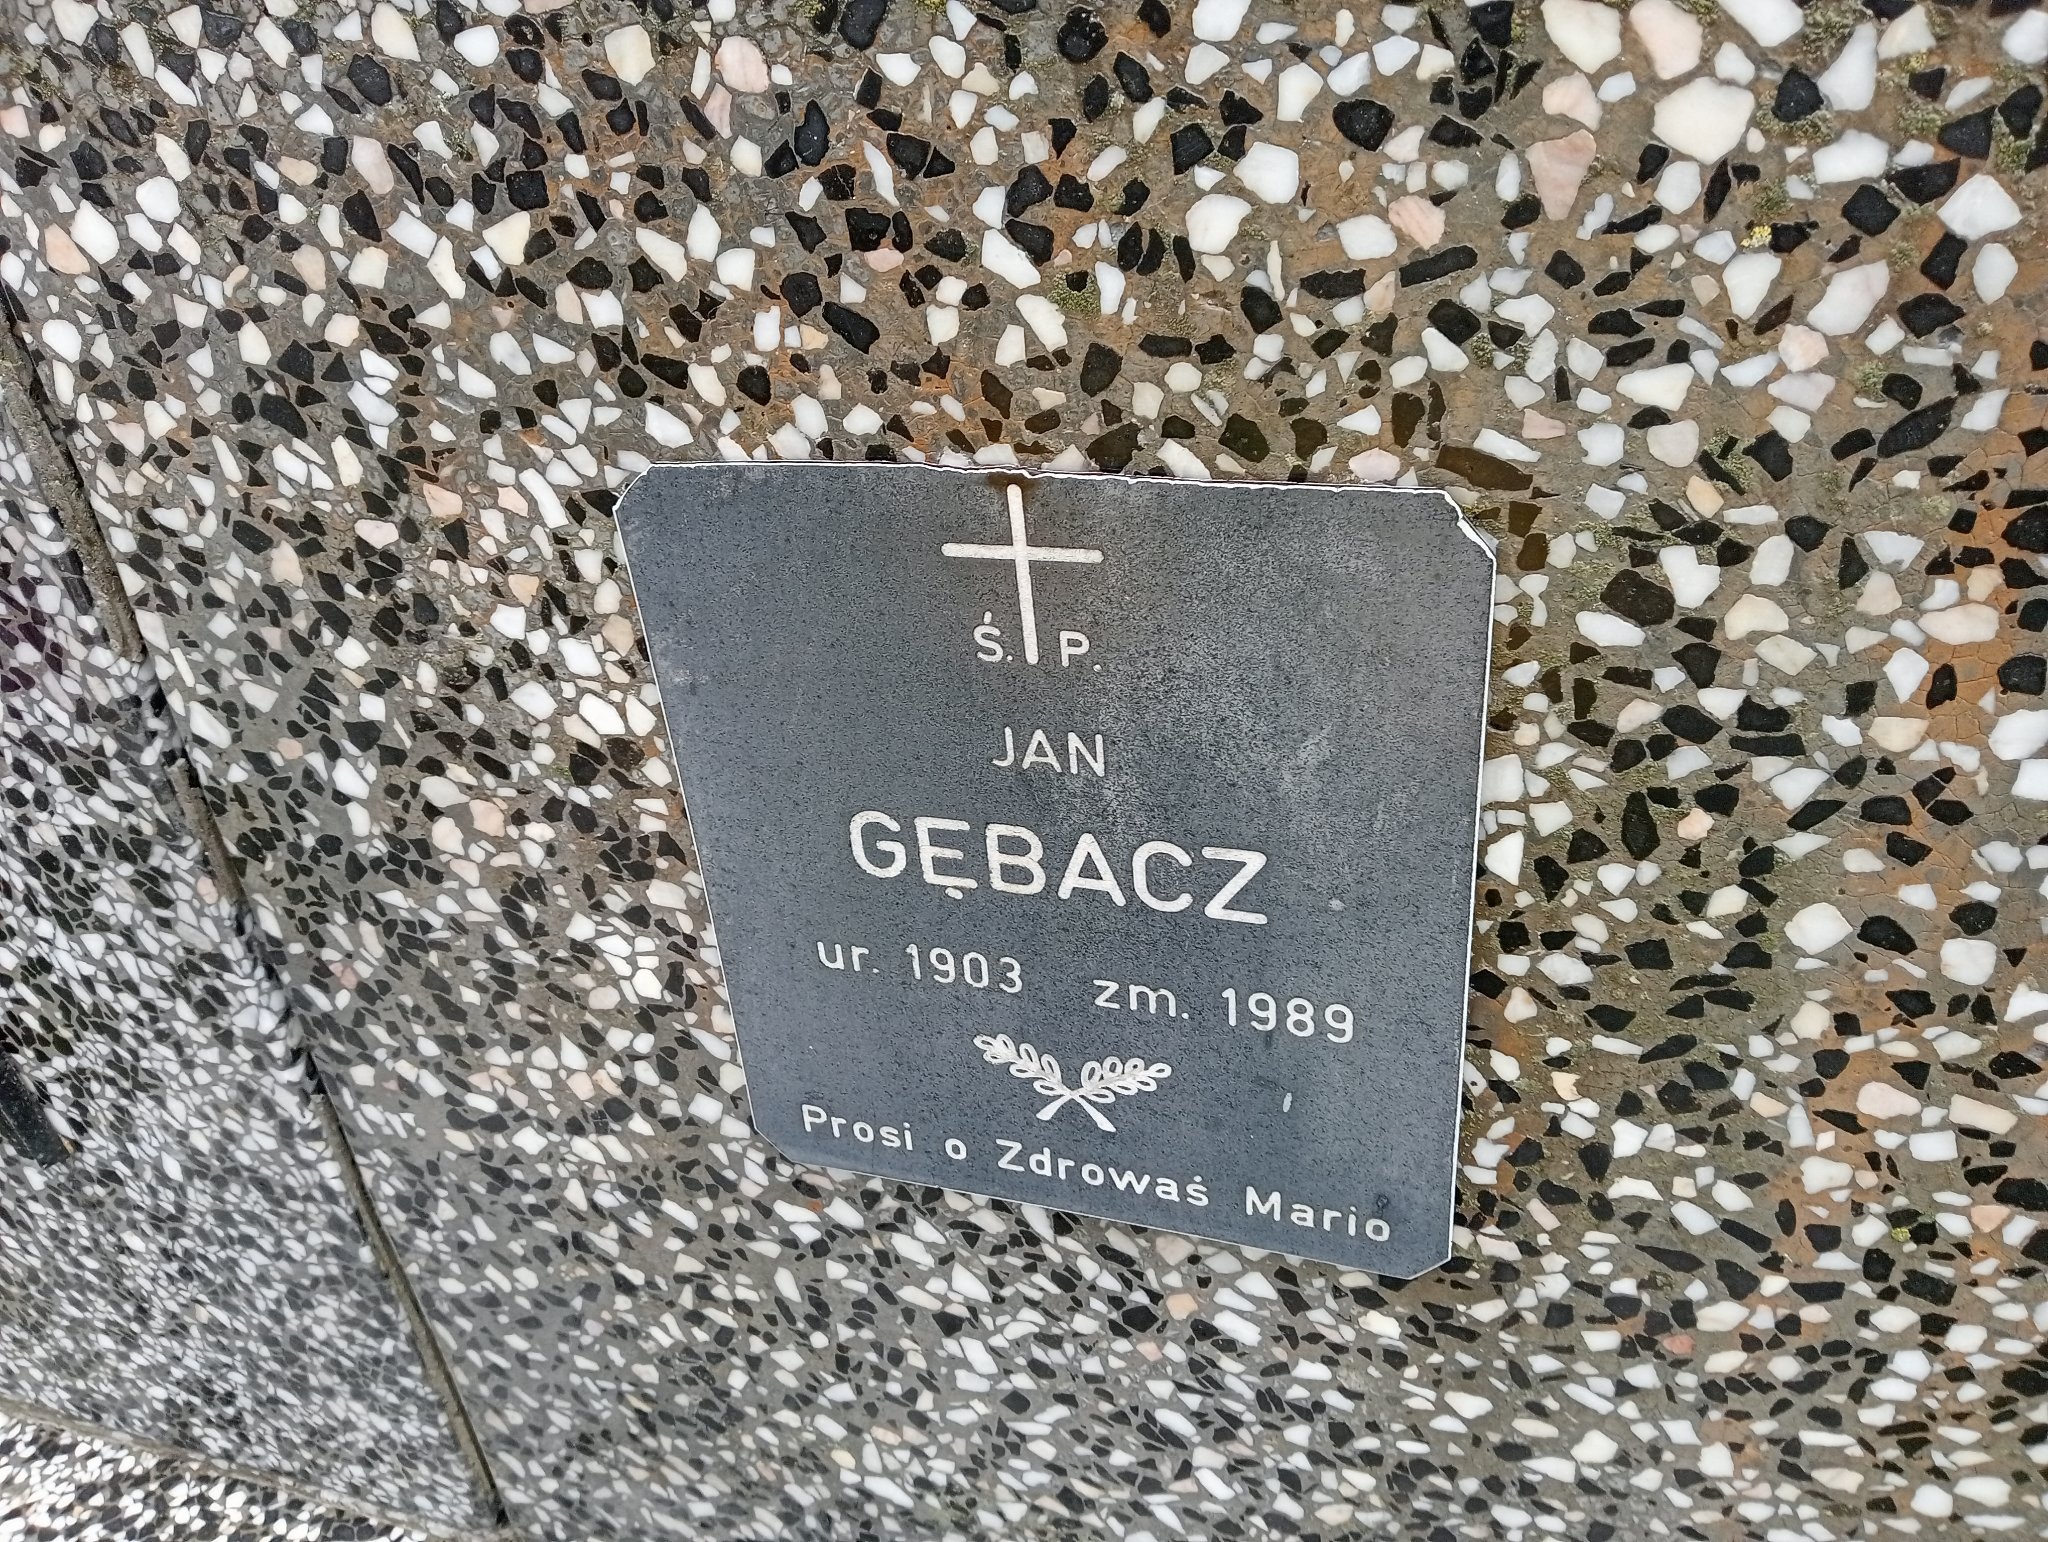 Ś. P.
JAN
GĘBACZ
ur. 1903 zm. 1989
Prosi o Zdrowaś Mario